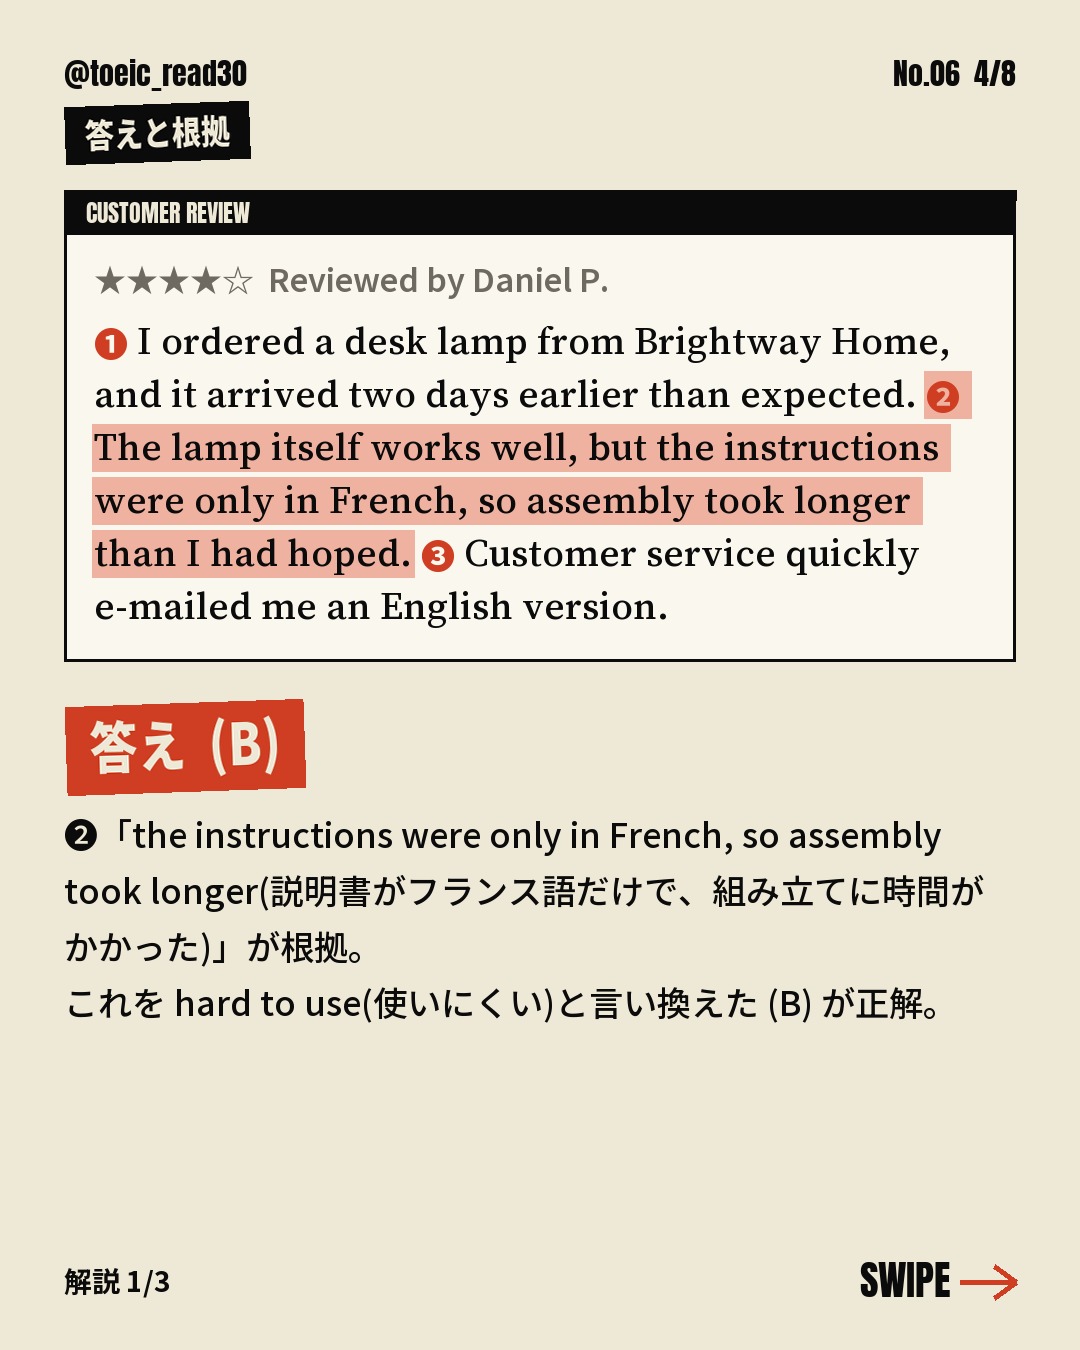 @toeic_read30
No.06 4/8
答えと根拠
CUSTOMER REVIEW
★★★★☆ Reviewed by Daniel P.
❶ I ordered a desk lamp from Brightway Home,
and it arrived two days earlier than expected. ❷
The lamp itself works well, but the instructions
were only in French, so assembly took longer
than I had hoped. ❸ Customer service quickly
e-mailed me an English version.
答え (B)
❷「the instructions were only in French, so assembly
took longer(説明書がフランス語だけで、組み立てに時間が
かかった)」が根拠。
これを hard to use(使いにくい)と言い換えた (B) が正解。
解説 1/3
SWIPE →